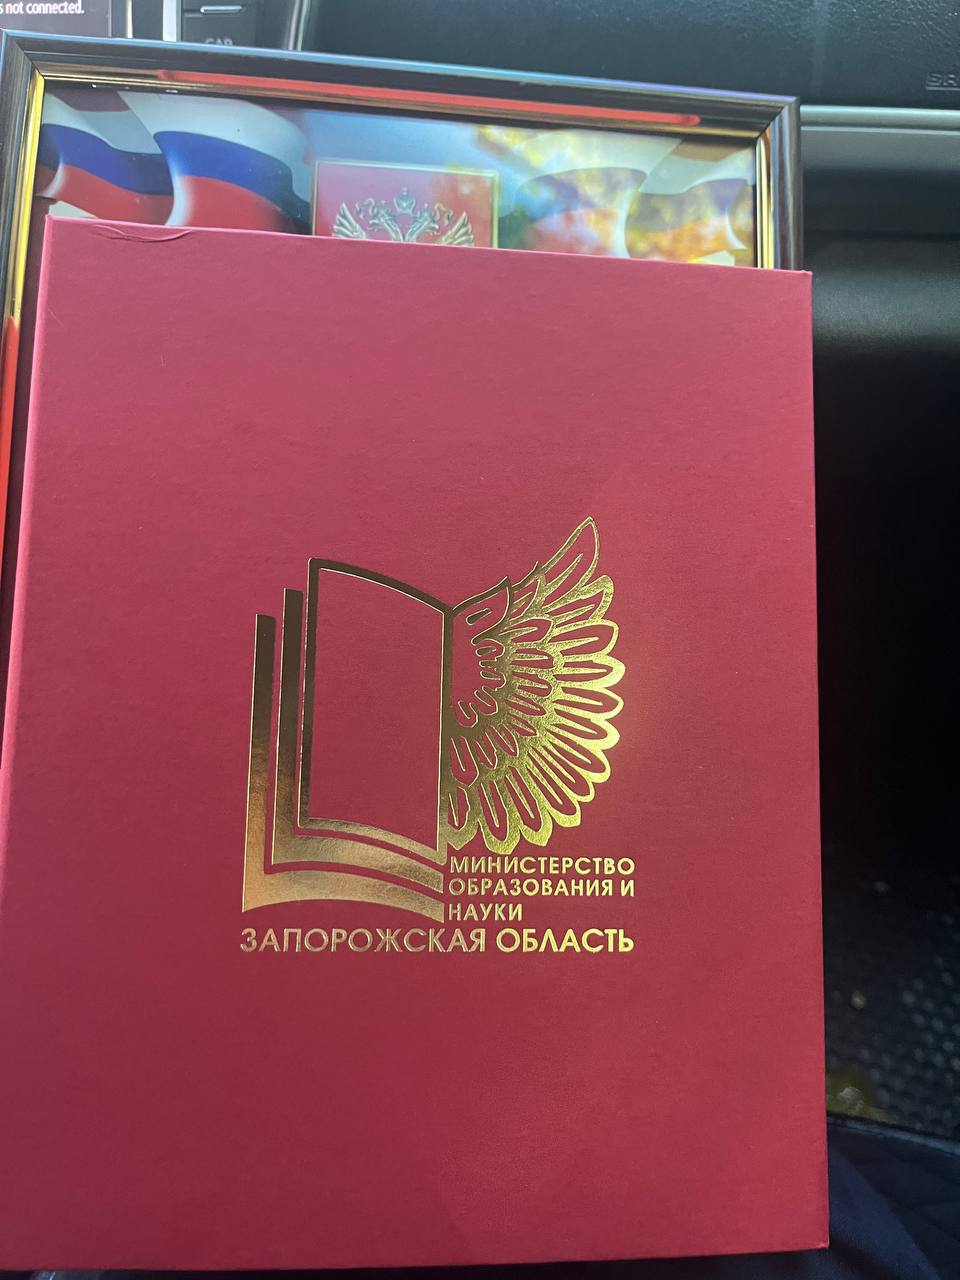 s not connected.
МИНИСТЕРСТВО
ОБРАЗОВАНИЯ И
НАУКИ
ЗАПОРОЖСКАЯ ОБЛАСТЬ